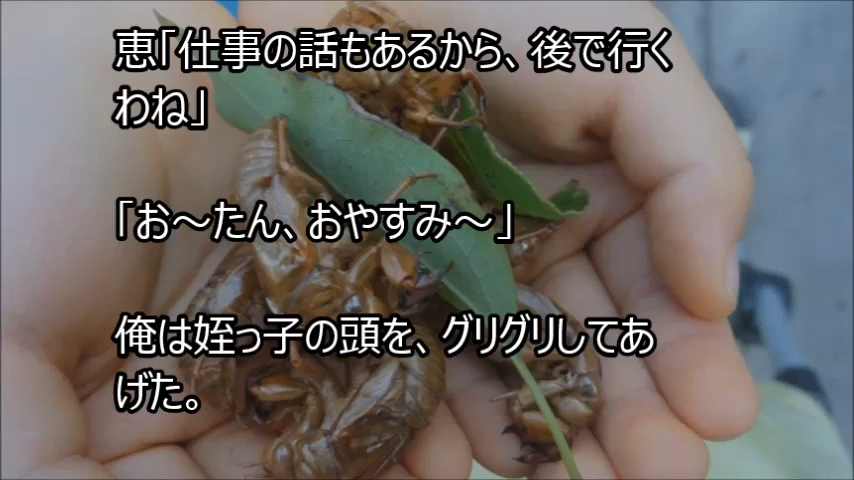 恵「仕事の話もあるから、後で行く
わね」
「お～たん、おやすみ～」
俺は姪っ子の頭を、グリグリしてあ
げた。